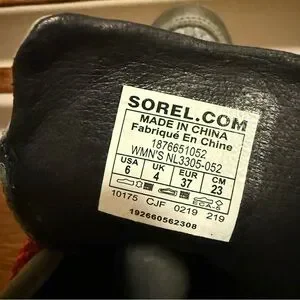 SOREL.COM
MADE IN CHINA
Fabriqué En Chine
1876651052
WMN'S NL3305-052
USA UK EUR CM
6 4 37 23
10175 CJF 0219 219
192660562308